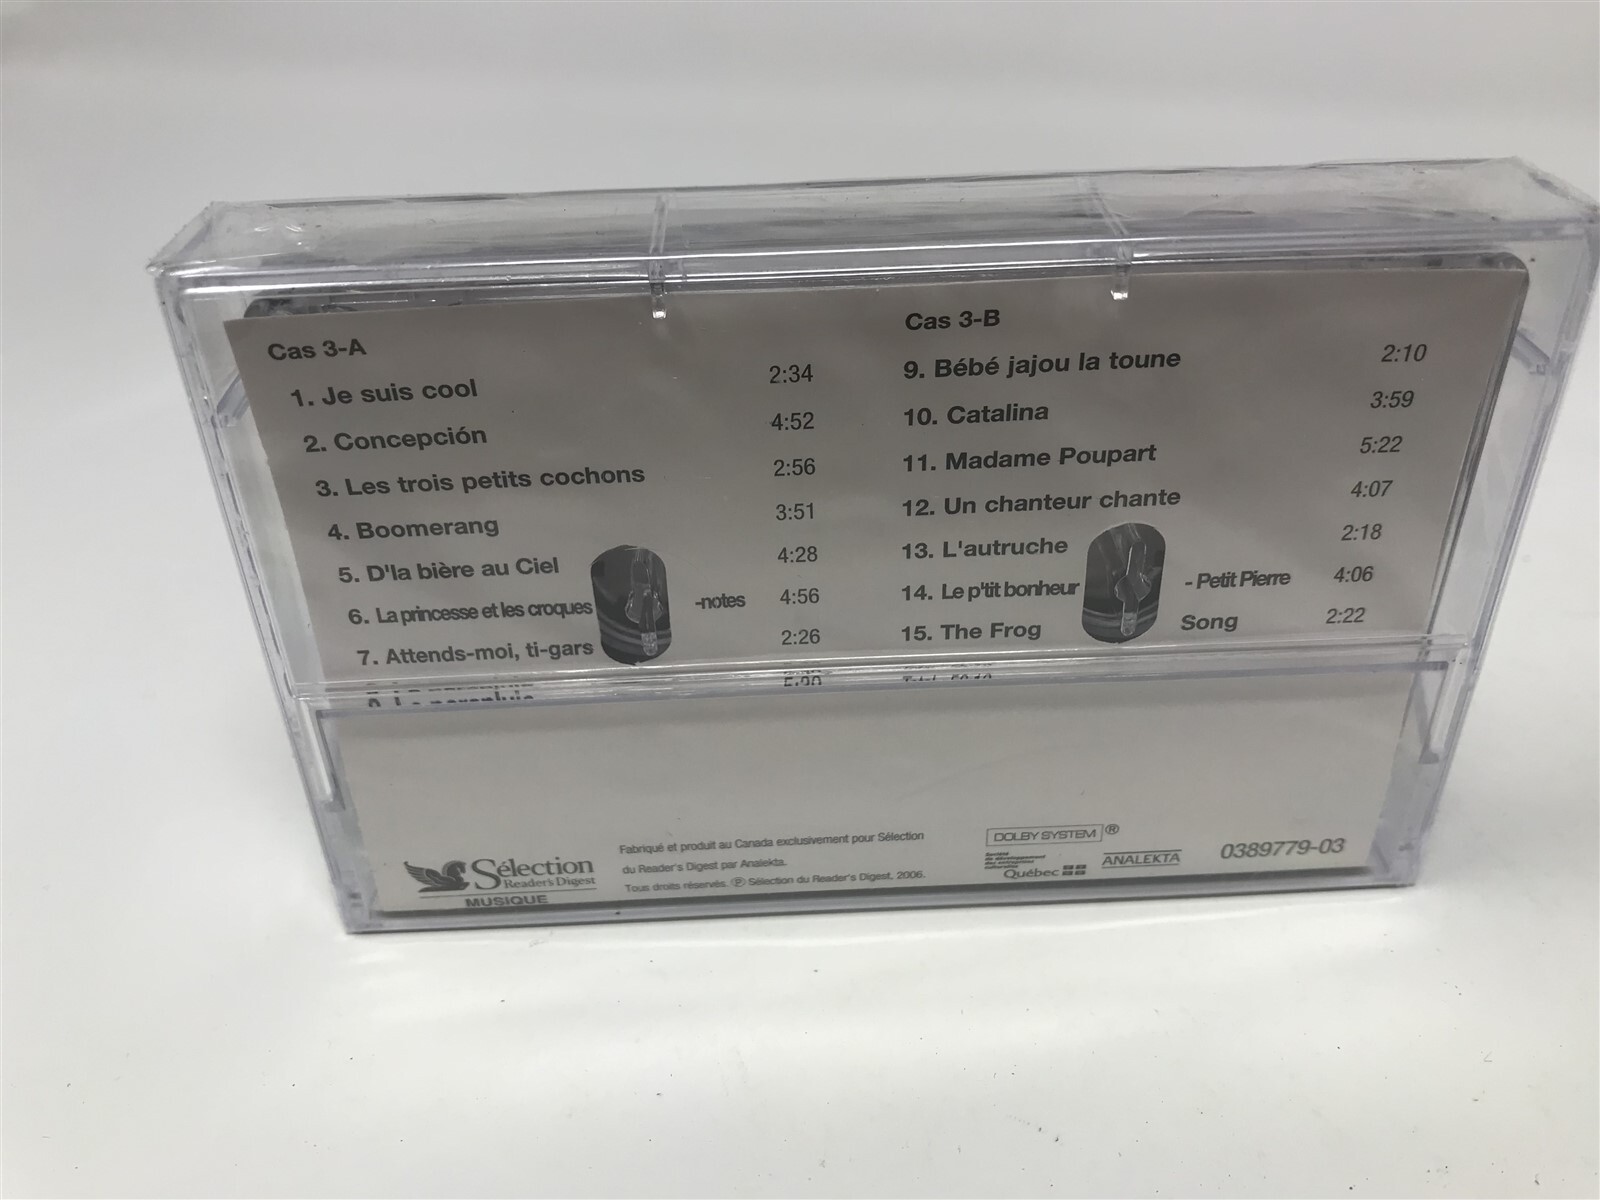 Cas 3-A
1. Je suis cool 2:34
2. Concepción 4:52
3. Les trois petits cochons 2:56
4. Boomerang 3:51
5. D'la bière au Ciel 4:28
6. La princesse et les croques -notes 4:56
7. Attends-moi, ti-gars 2:26
Cas 3-B
9. Bébé jajou la toune 2:10
10. Catalina 3:59
11. Madame Poupart 5:22
12. Un chanteur chante 4:07
13. L'autruche 2:18
14. Le p'tit bonheur - Petit Pierre 4:06
15. The Frog Song 2:22
Sélection
Reader's Digest
MUSIQUE
Fabriqué et produit au Canada exclusivement pour Sélection
du Reader's Digest par Analekta.
Tous droits réservés. ℗ Sélection du Reader's Digest, 2006.
DOLBY SYSTEM ®
Québec
ANALEKTA
0389779-03